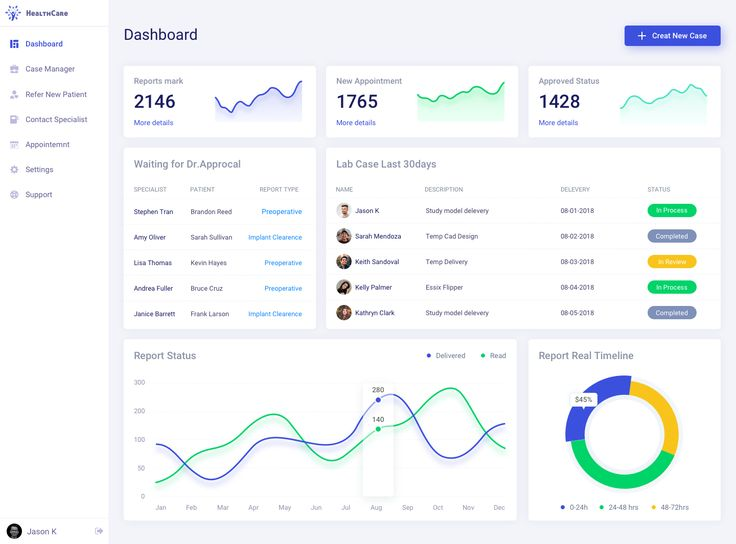 HealthCare
Dashboard
Case Manager
Refer New Patient
Contact Specialist
Appointemnt
Settings
Support
Jason K
Dashboard
Creat New Case
Reports mark
2146
More details
New Appointment
1765
More details
Approved Status
1428
More details
Waiting for Dr.Approcal
SPECIALIST PATIENT REPORT TYPE
Stephen Tran Brandon Reed Preoperative
Amy Oliver Sarah Sullivan Implant Clearence
Lisa Thomas Kevin Hayes Preoperative
Andrea Fuller Bruce Cruz Preoperative
Janice Barrett Frank Larson Implant Clearence
Lab Case Last 30days
NAME DESCRIPTION DELEVERY STATUS
Jason K Study model delevery 08-01-2018 In Process
Sarah Mendoza Temp Cad Design 08-02-2018 Completed
Keith Sandoval Temp Delivery 08-03-2018 In Review
Kelly Palmer Essix Flipper 08-04-2018 In Process
Kathryn Clark Study model delevery 08-05-2018 Completed
Report Status
Delivered Read
300
200
100
50
0
280
140
Jan Feb Mar Apr May Jun Jul Aug Sep Oct Nov Dec
Report Real Timeline
$45%
0-24h 24-48 hrs 48-72hrs